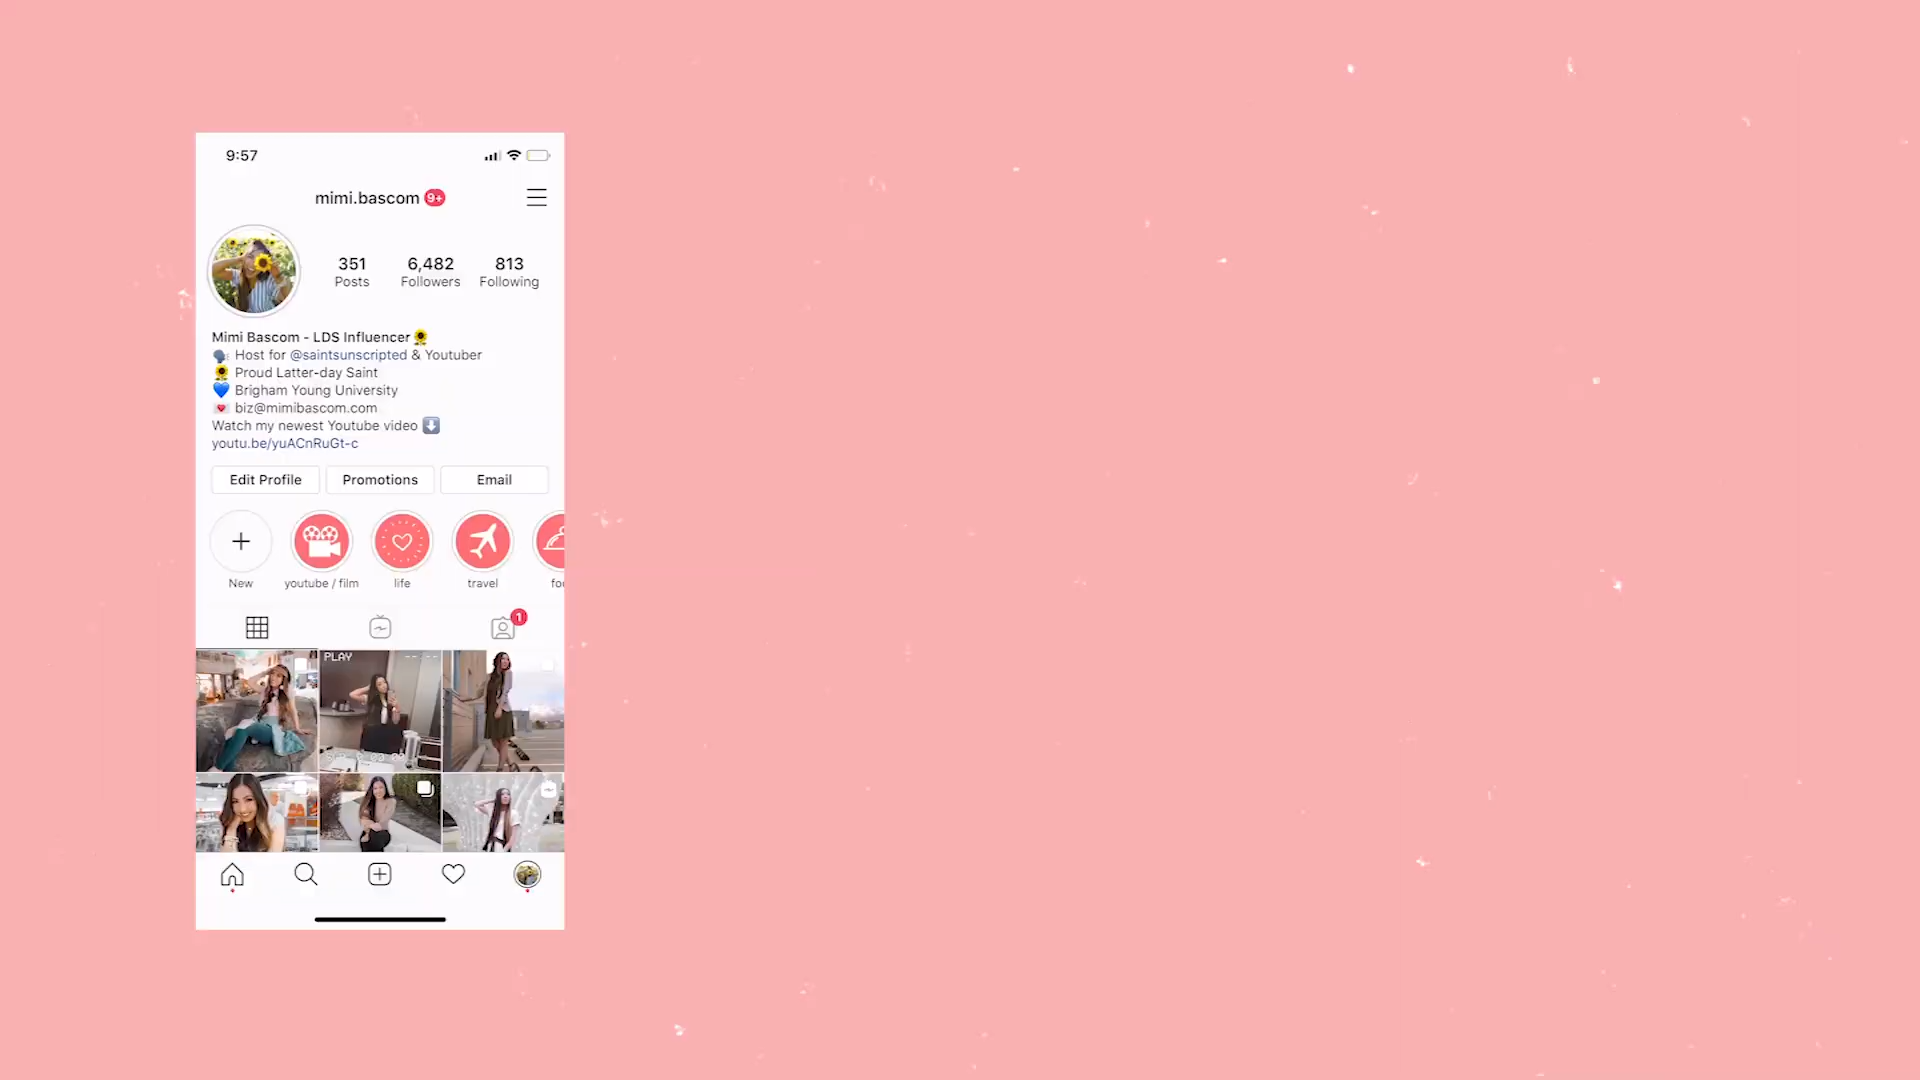 9:57
mimi.bascom 9+
351 6,482 813
Posts Followers Following
Mimi Bascom - LDS Influencer🌻
🗣 Host for @saintsunscripted & Youtuber
🌻 Proud Latter-day Saint
💙 Brigham Young University
💌 biz@mimibascom.com
Watch my newest Youtube video ⬇️
youtu.be/yuACnRuGt-c
Edit Profile Promotions Email
New youtube / film life travel
1
PLAY --:--